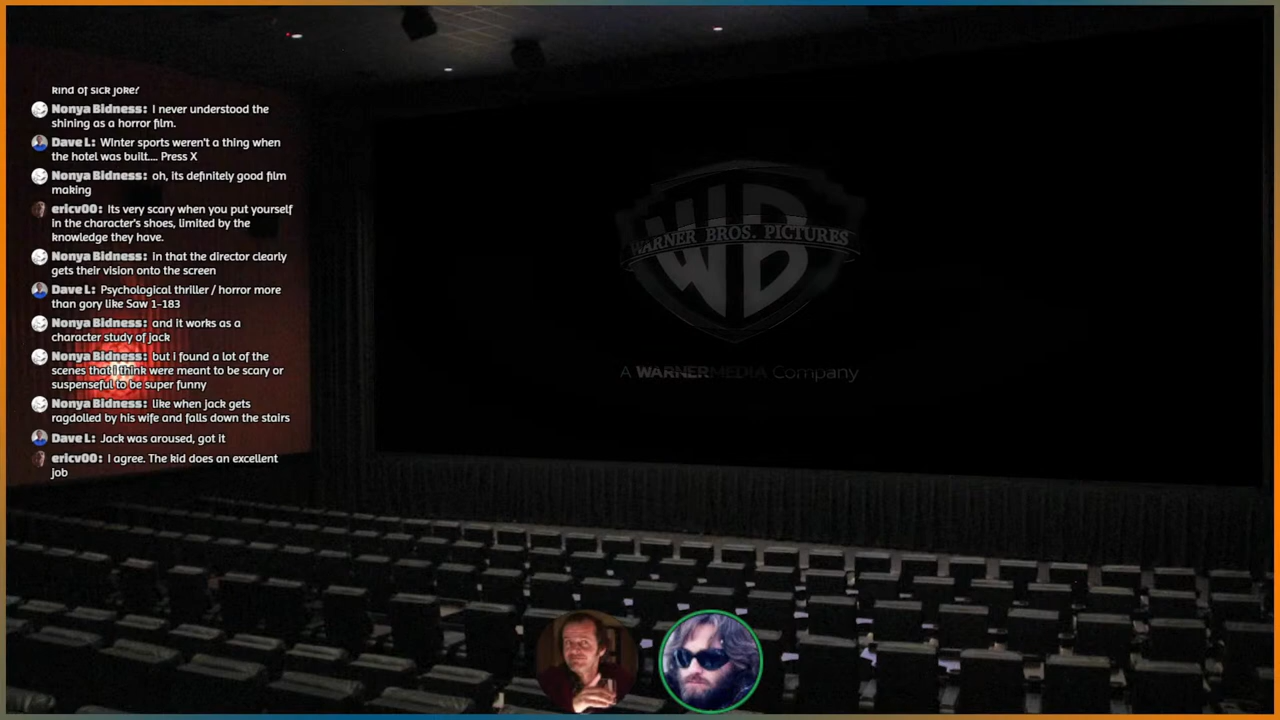 kind of sick joke?
Nonya Bidness: I never understood the
shining as a horror film.
Dave L: Winter sports weren't a thing when
the hotel was built.... Press X
Nonya Bidness: oh, its definitely good film
making
ericv00: Its very scary when you put yourself
in the character's shoes, limited by the
knowledge they have.
Nonya Bidness: in that the director clearly
gets their vision onto the screen
Dave L: Psychological thriller / horror more
than gory like Saw 1-183
Nonya Bidness: and it works as a
character study of jack
Nonya Bidness: but i found a lot of the
scenes that I think were meant to be scary or
suspenseful to be super funny
Nonya Bidness: like when jack gets
ragdolled by his wife and falls down the stairs
Dave L: Jack was aroused, got it
ericv00: I agree. The kid does an excellent
job
WB
WARNER BROS. PICTURES
A WARNERMEDIA Company